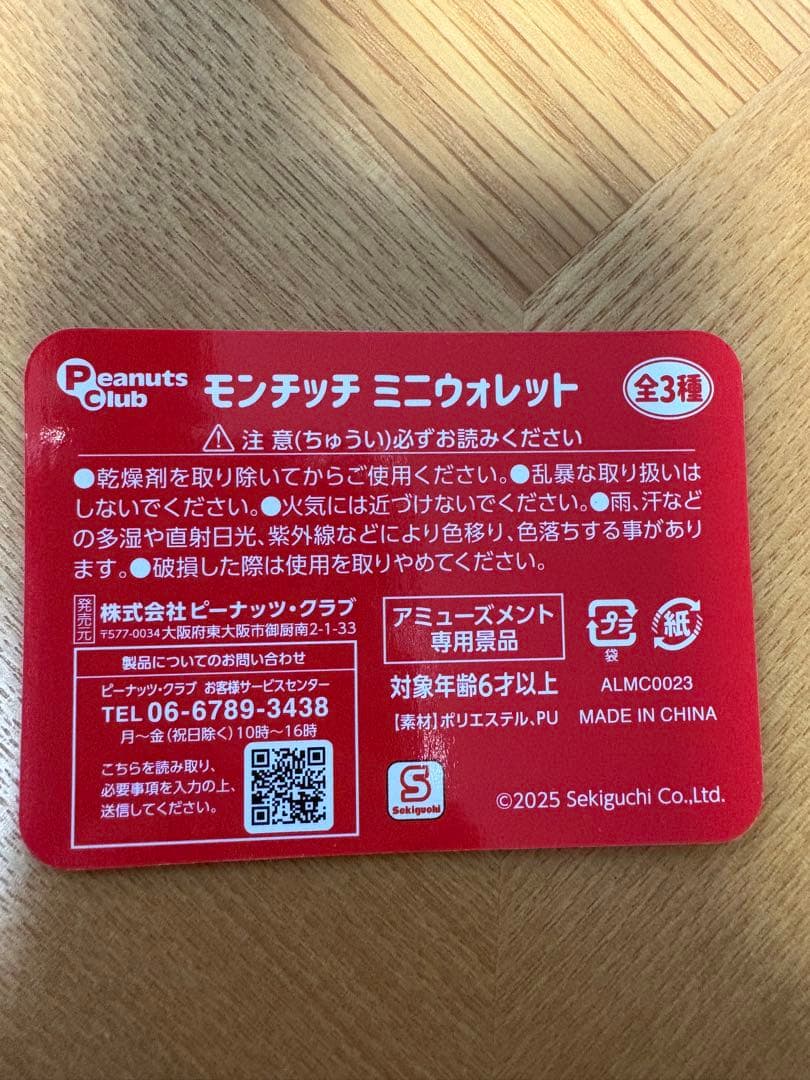 Peanuts Club モンチッチ ミニウォレット 全3種
⚠注意(ちゅうい)必ずお読みください
●乾燥剤を取り除いてからご使用ください。●乱暴な取り扱いは
しないでください。●火気には近づけないでください。●雨、汗など
の多湿や直射日光、紫外線などにより色移り、色落ちする事があり
ます。●破損した際は使用を取りやめてください。
発売元 株式会社ピーナッツ・クラブ
〒577-0034大阪府東大阪市御厨南2-1-33
製品についてのお問い合わせ
ピーナッツ・クラブ お客様サービスセンター
TEL 06-6789-3438
月〜金(祝日除く)10時〜16時
こちらを読み取り、
必要事項を入力の上、
送信してください。
アミューズメント
専用景品
対象年齢6才以上
【素材】ポリエステル、PU
プラ
袋
紙
ALMC0023
MADE IN CHINA
S
Sekiguchi
©2025 Sekiguchi Co.,Ltd.